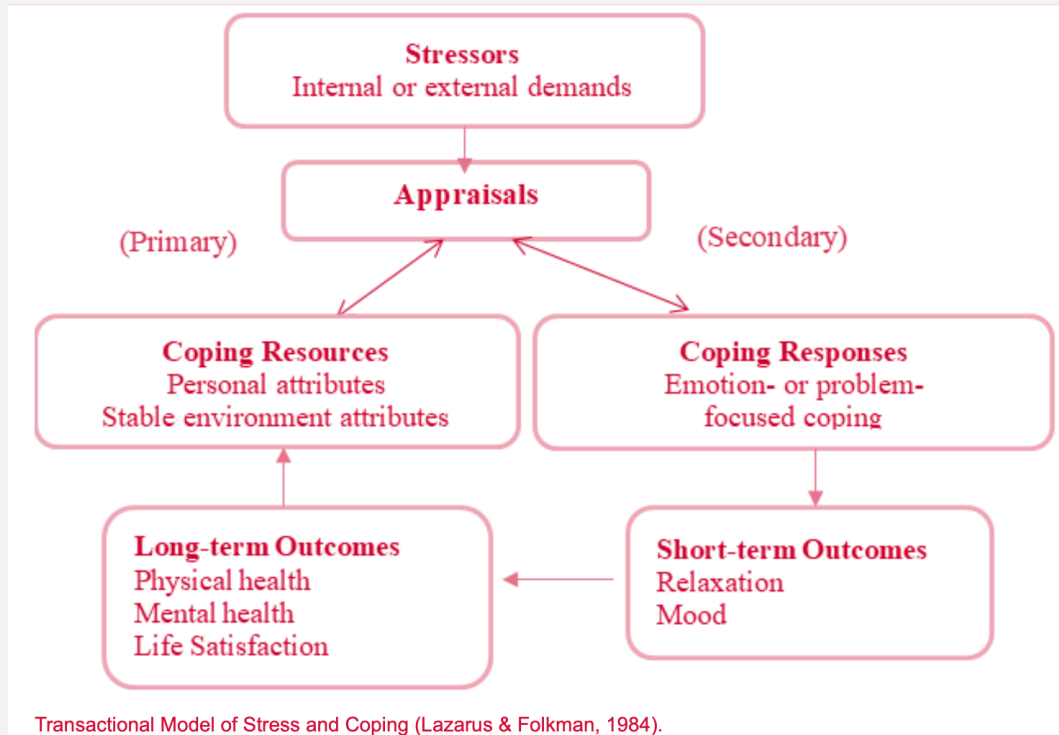 Stressors
Internal or external demands
Appraisals
(Primary)
(Secondary)
Coping Resources
Personal attributes
Stable environment attributes
Coping Responses
Emotion- or problem-
focused coping
Long-term Outcomes
Physical health
Mental health
Life Satisfaction
Short-term Outcomes
Relaxation
Mood
Transactional Model of Stress and Coping (Lazarus & Folkman, 1984).